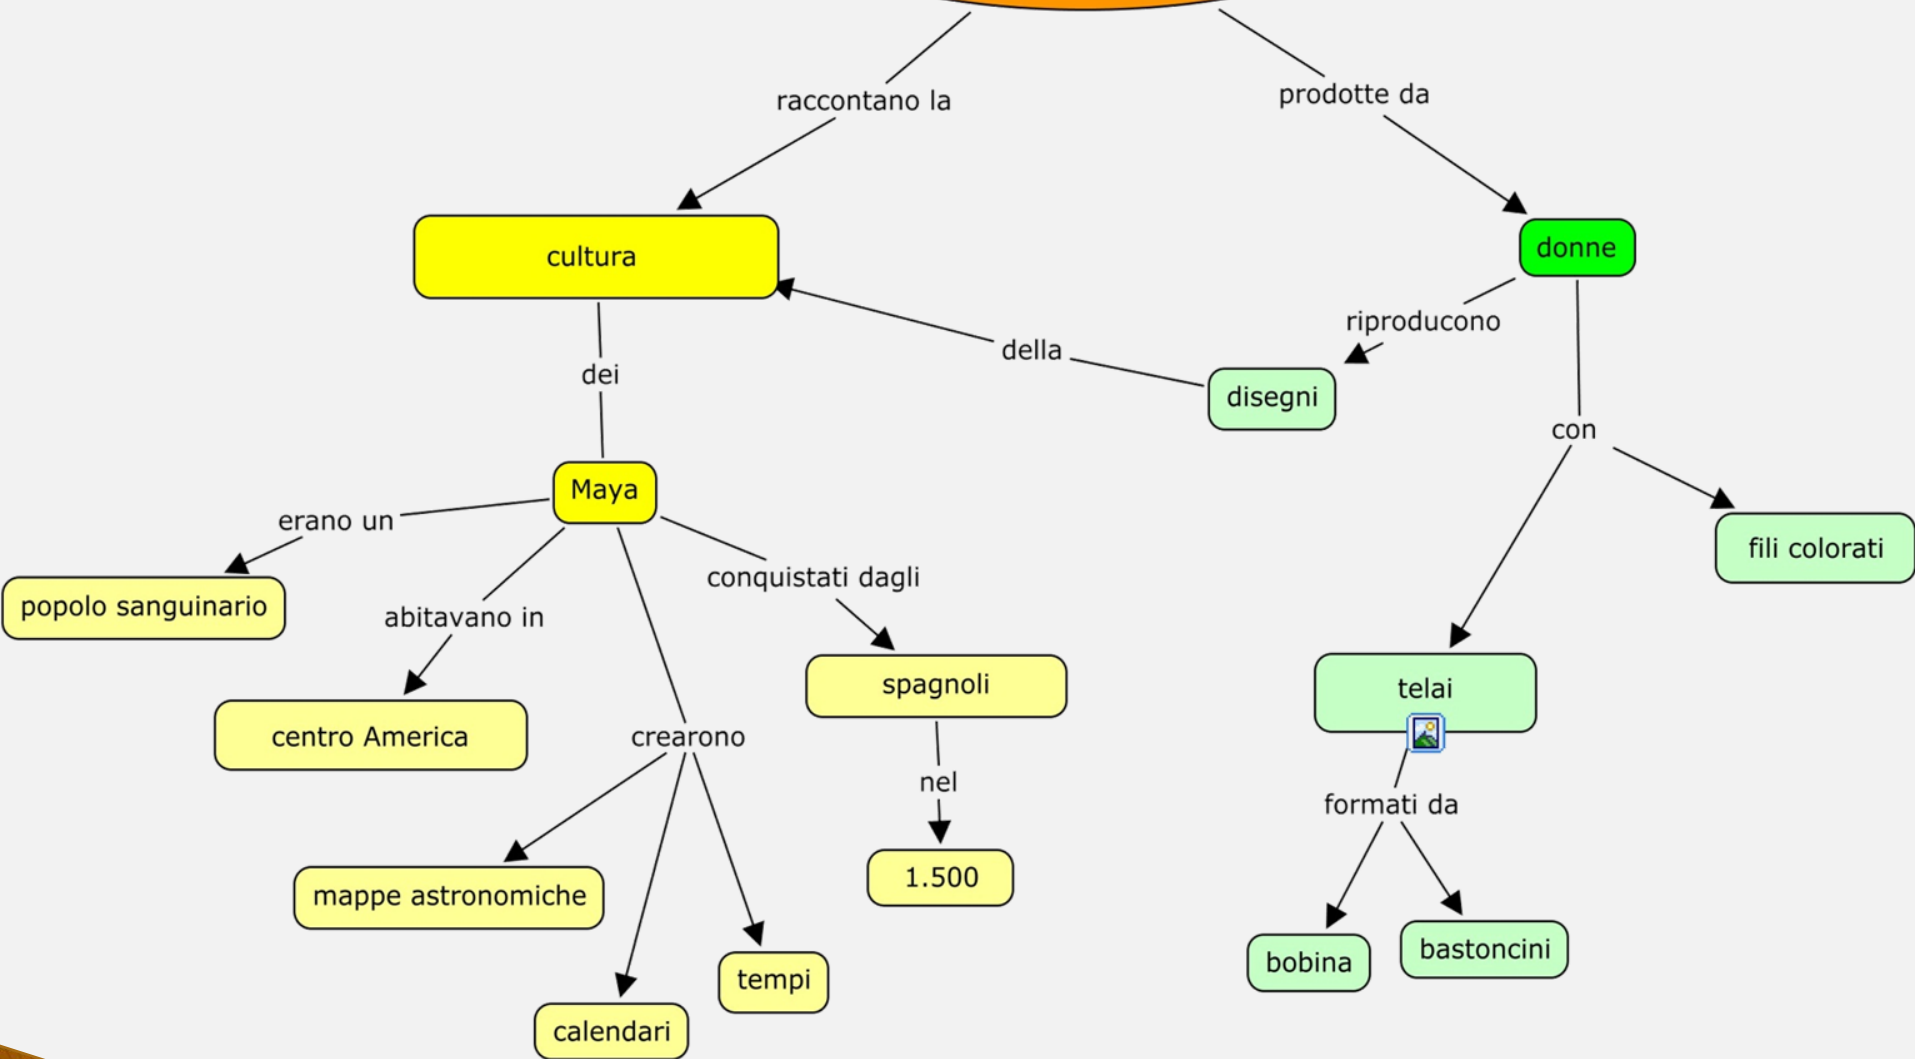 raccontano la
prodotte da
cultura
donne
riproducono
della
dei
disegni
con
Maya
erano un
fili colorati
conquistati dagli
popolo sanguinario
abitavano in
spagnoli
telai
centro America
crearono
nel
formati da
1.500
mappe astronomiche
bastoncini
bobina
tempi
calendari